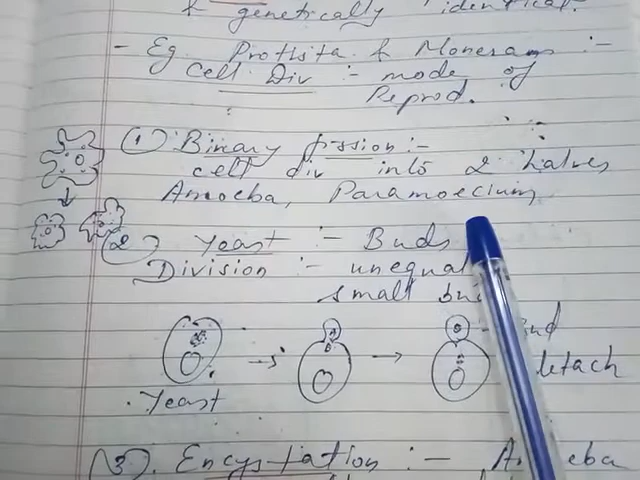 & genetically identical.
- Eg Protista & Monerans :-
Cell Div :- mode of
Reprod.
(1) Binary fission :-
cell div into 2 halves
Amoeba, Paramoecium
(2) Yeast :- Buds
Division :- unequal
small
Bud
detach
. Yeast
(3). Encystation :- Amoeba